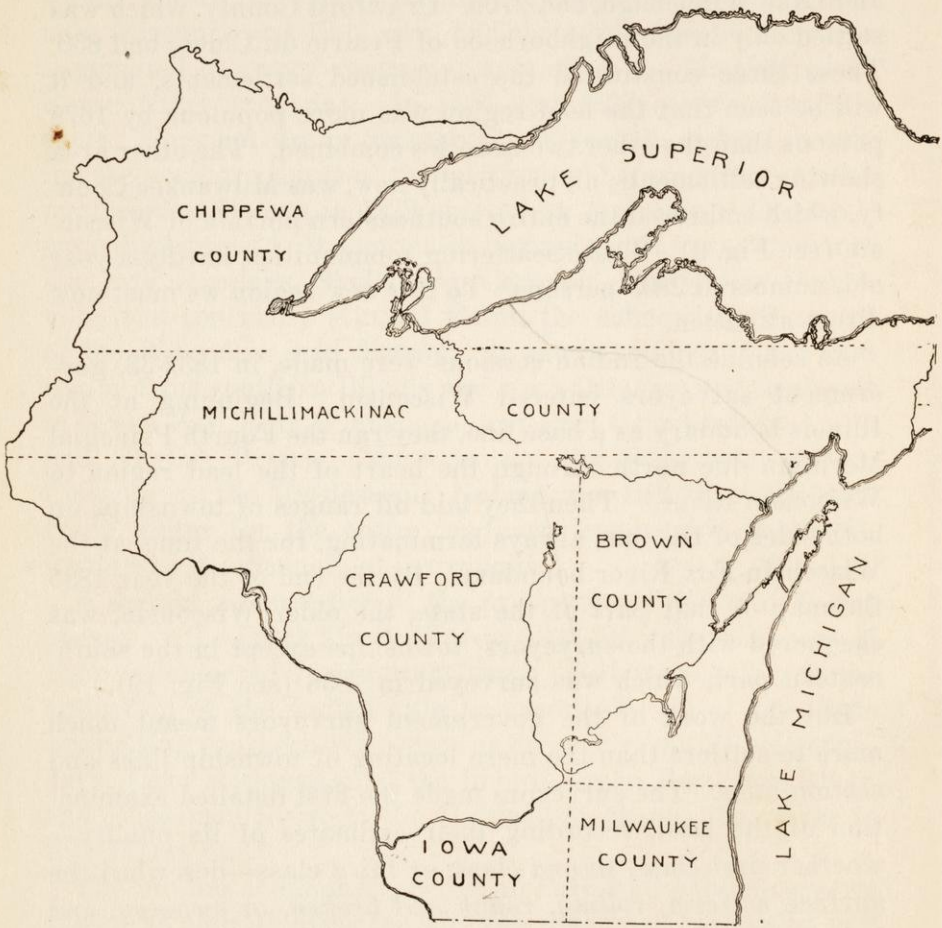 LAKE SUPERIOR
CHIPPEWA
COUNTY
MICHILLIMACKINAC COUNTY
BROWN
COUNTY
CRAWFORD
COUNTY
LAKE MICHIGAN
MILWAUKEE
COUNTY
IOWA
COUNTY